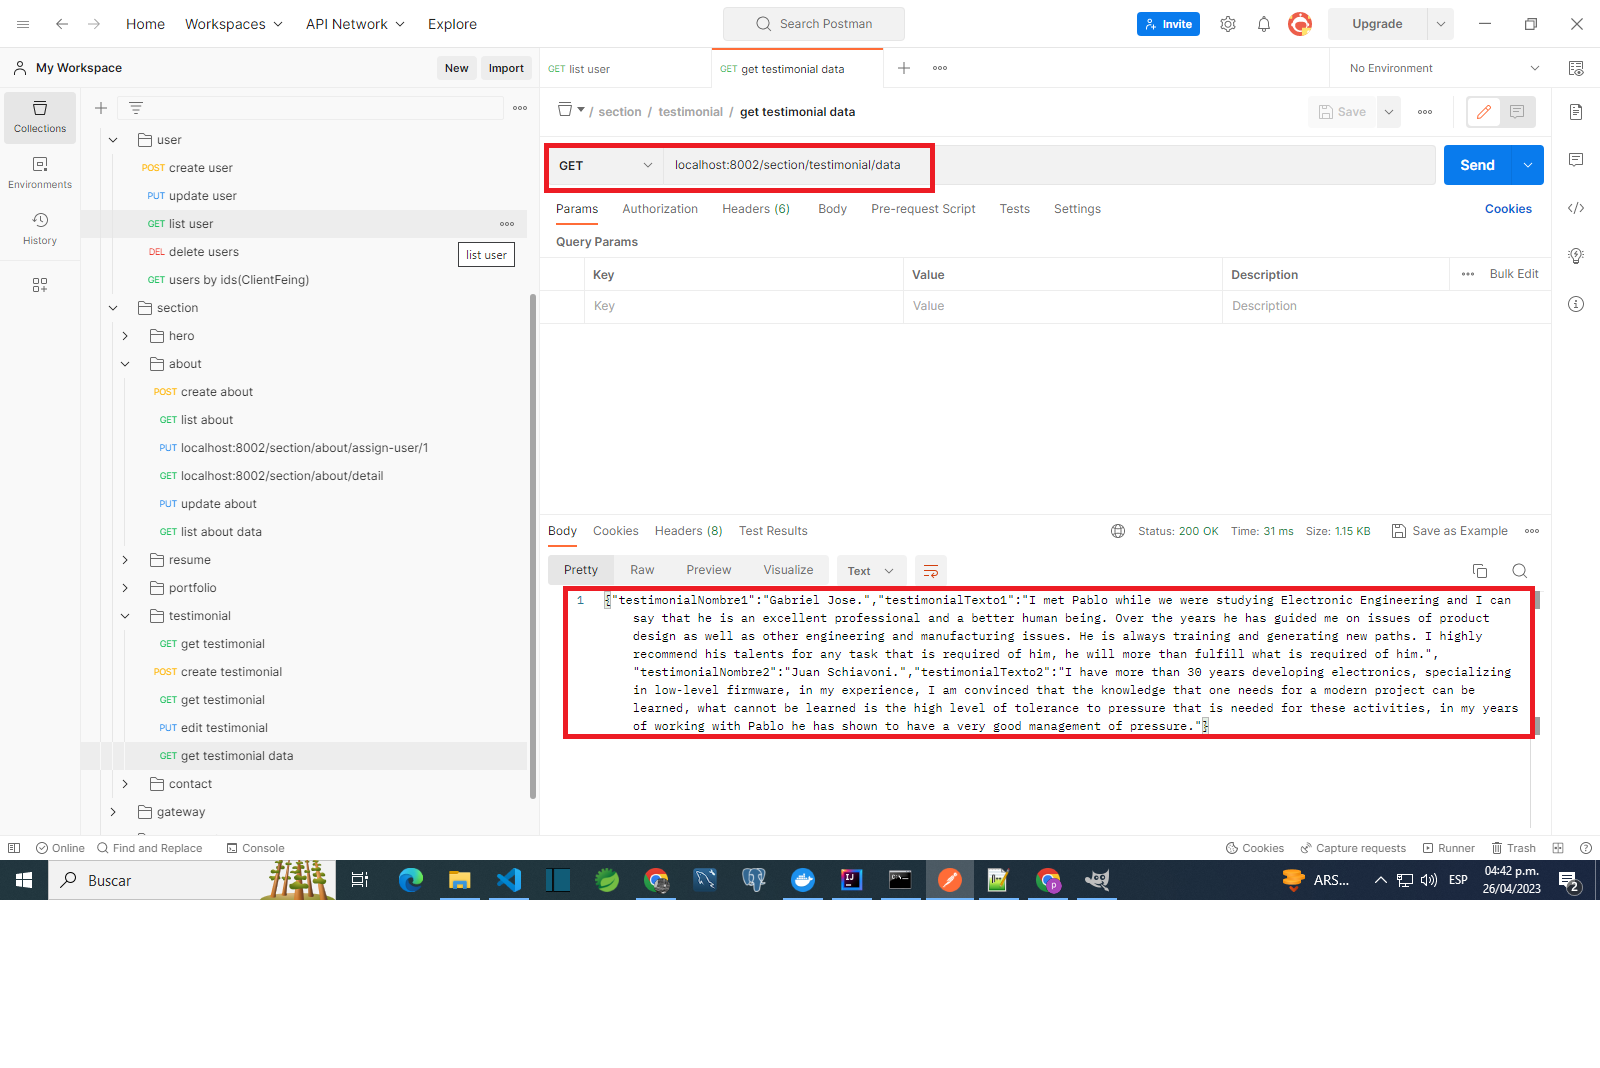 Home Workspaces API Network Explore Search Postman Invite Upgrade
My Workspace New Import GET list user GET get testimonial data No Environment
Collections
Environments
History
user
POST create user
PUT update user
GET list user
DEL delete users
list user
GET users by ids(ClientFeing)
section
hero
about
POST create about
GET list about
PUT localhost:8002/section/about/assign-user/1
GET localhost:8002/section/about/detail
PUT update about
GET list about data
resume
portfolio
testimonial
GET get testimonial
POST create testimonial
GET get testimonial
PUT edit testimonial
GET get testimonial data
contact
gateway
/ section / testimonial / get testimonial data Save
GET localhost:8002/section/testimonial/data Send
Params Authorization Headers (6) Body Pre-request Script Tests Settings Cookies
Query Params
Key Value Description Bulk Edit
Key Value Description
Body Cookies Headers (8) Test Results Status: 200 OK Time: 31 ms Size: 1.15 KB Save as Example
Pretty Raw Preview Visualize Text
1 {"testimonialNombre1":"Gabriel Jose.","testimonialTexto1":"I met Pablo while we were studying Electronic Engineering and I can
say that he is an excellent professional and a better human being. Over the years he has guided me on issues of product
design as well as other engineering and manufacturing issues. He is always training and generating new paths. I highly
recommend his talents for any task that is required of him, he will more than fulfill what is required of him.",
"testimonialNombre2":"Juan Schiavoni.","testimonialTexto2":"I have more than 30 years developing electronics, specializing
in low-level firmware, in my experience, I am convinced that the knowledge that one needs for a modern project can be
learned, what cannot be learned is the high level of tolerance to pressure that is needed for these activities, in my years
of working with Pablo he has shown to have a very good management of pressure."}
Online Find and Replace Console Cookies Capture requests Runner Trash
Buscar ARS... ESP 04:42 p.m.
26/04/2023 2